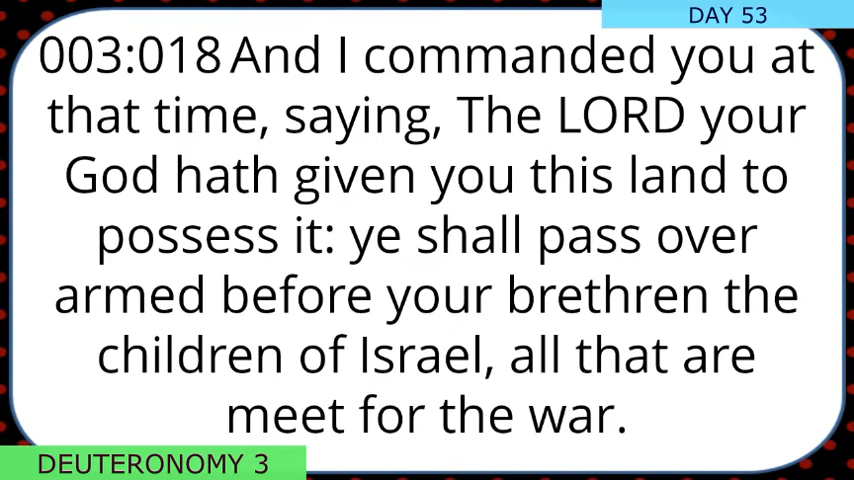 DAY 53
003:018 And I commanded you at
that time, saying, The LORD your
God hath given you this land to
possess it: ye shall pass over
armed before your brethren the
children of Israel, all that are
meet for the war.
DEUTERONOMY 3